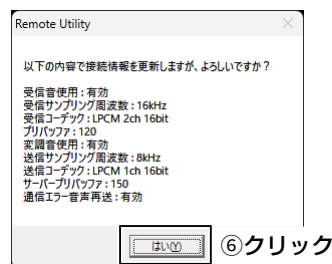 Remote Utility
以下の内容で接続情報を更新しますが、よろしいですか？
受信音使用：有効
受信サンプリング周波数：16kHz
受信コーデック：LPCM 2ch 16bit
プリバッファ：120
変調音使用：有効
送信サンプリング周波数：8kHz
送信コーデック：LPCM 1ch 16bit
サーバープリバッファ：150
通信エラー音声再送：有効
はい(Y)
⑥クリック